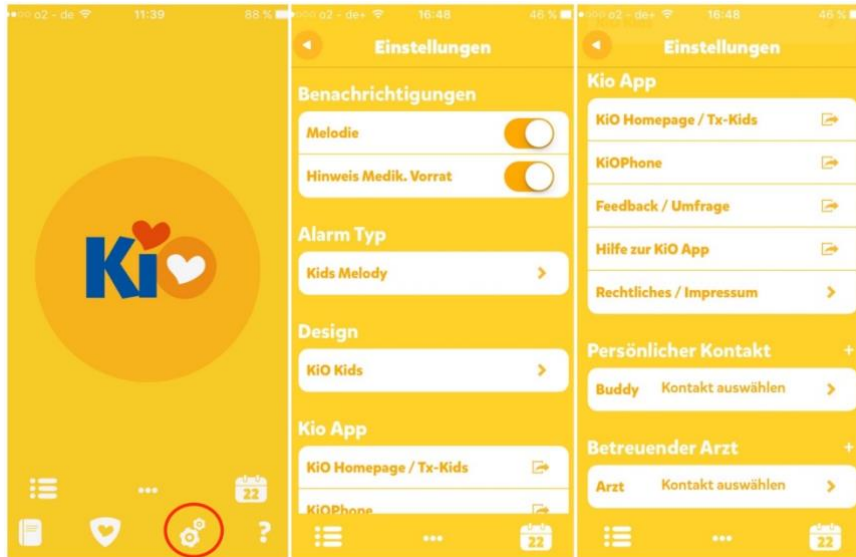 o2 - de 11:39 88 %
Kio
22
?
o2 - de+ 16:48 46 %
Einstellungen
Benachrichtigungen
Melodie
Hinweis Medik. Vorrat
Alarm Typ
Kids Melody
Design
KiO Kids
Kio App
KiO Homepage / Tx-Kids
KiOPhone
22
o2 - de+ 16:48 46 %
Einstellungen
Kio App
KiO Homepage / Tx-Kids
KiOPhone
Feedback / Umfrage
Hilfe zur KiO App
Rechtliches / Impressum
Persönlicher Kontakt +
Buddy Kontakt auswählen
Betreuender Arzt +
Arzt Kontakt auswählen
22